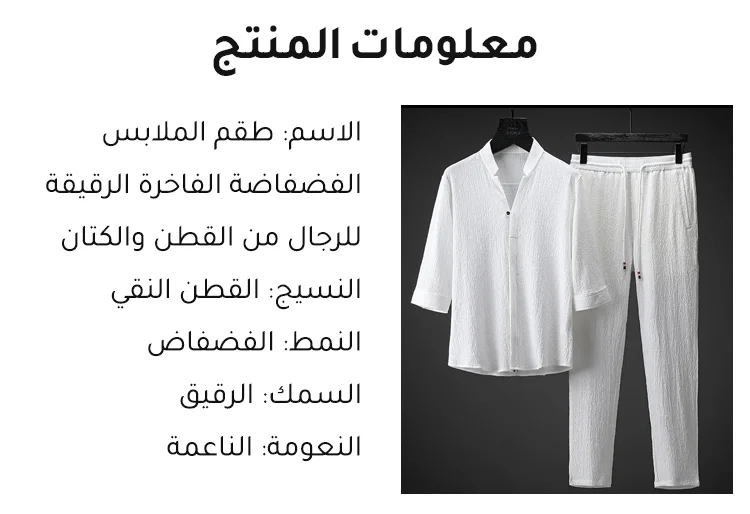 معلومات المنتج
الاسم: طقم الملابس
الفضفاضة الفاخرة الرقيقة
للرجال من القطن والكتان
النسيج: القطن النقي
النمط: الفضفاض
السمك: الرقيق
النعومة: الناعمة